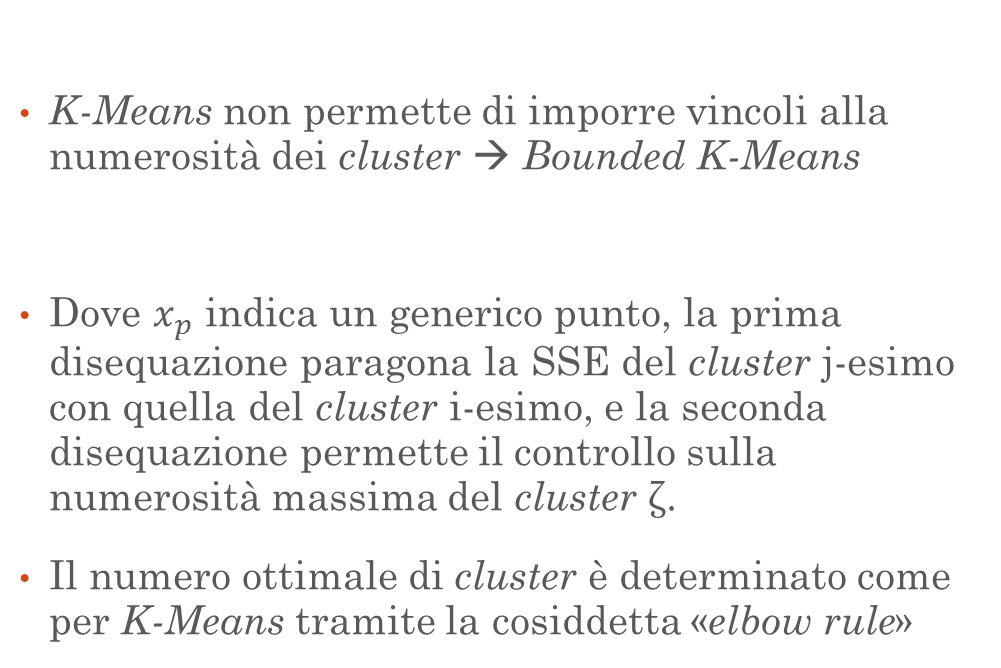 • K-Means non permette di imporre vincoli alla
numerosità dei cluster → Bounded K-Means
• Dove xₚ indica un generico punto, la prima
disequazione paragona la SSE del cluster j-esimo
con quella del cluster i-esimo, e la seconda
disequazione permette il controllo sulla
numerosità massima del cluster ζ.
• Il numero ottimale di cluster è determinato come
per K-Means tramite la cosiddetta «elbow rule»